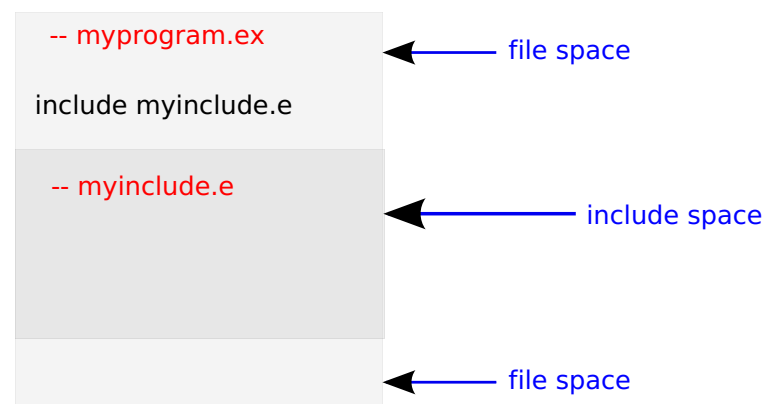 -- myprogram.ex
file space
include myinclude.e
-- myinclude.e
include space
file space